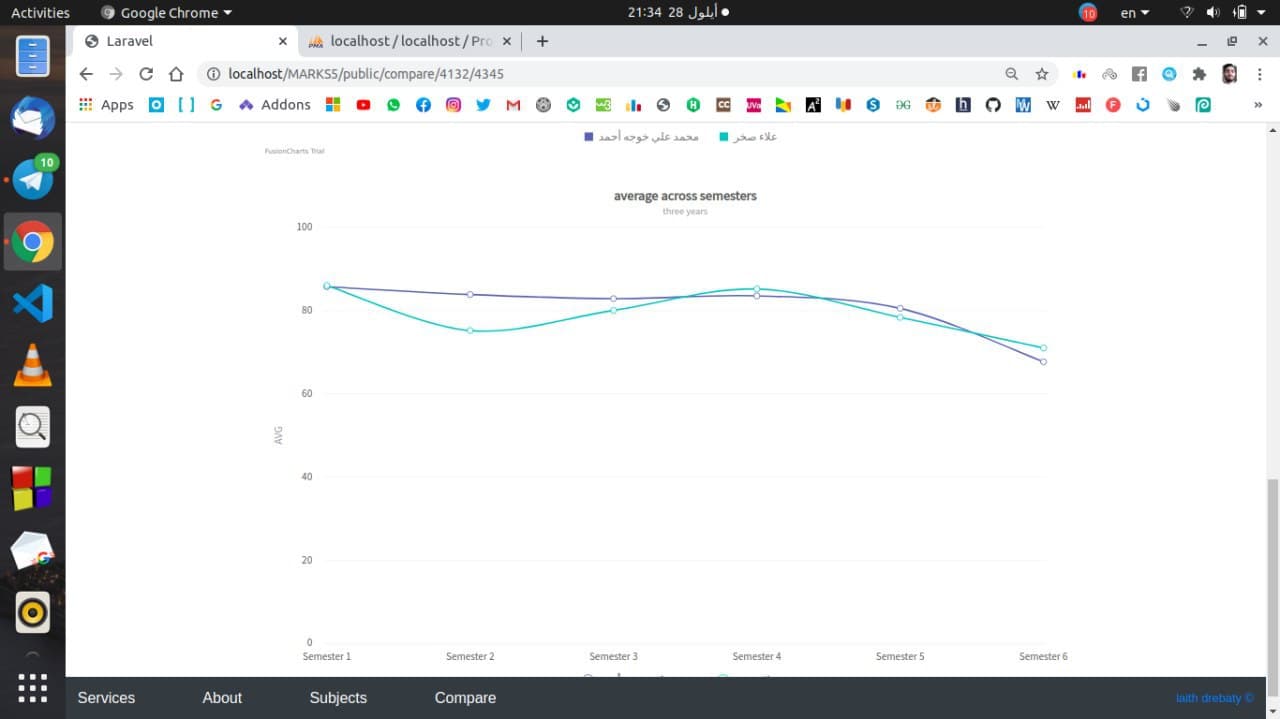 Activities Google Chrome 21:34 28 أيلول 10 en
Laravel localhost / localhost / Pro
localhost/MARKS5/public/compare/4132/4345
Apps Addons
10
محمد علي خوجه أحمد علاء صخر
FusionCharts Trial
average across semesters
three years
100
80
60
AVG
40
20
0
Semester 1 Semester 2 Semester 3 Semester 4 Semester 5 Semester 6
Services About Subjects Compare laith drebaty ©